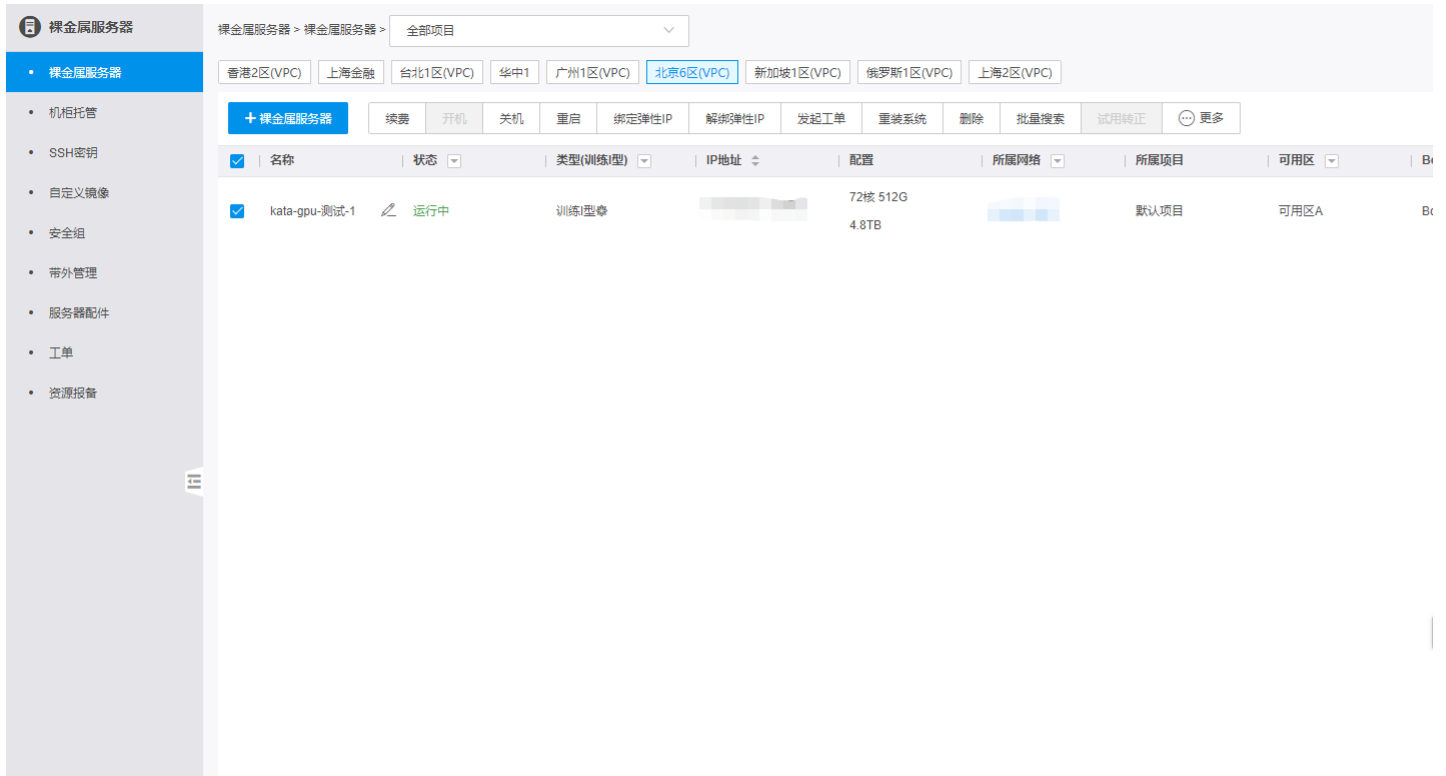 裸金属服务器
裸金属服务器
机柜托管
SSH密钥
自定义镜像
安全组
带外管理
服务器配件
工单
资源报备
裸金属服务器 > 裸金属服务器 > 全部项目
香港2区(VPC) 上海金融 台北1区(VPC) 华中1 广州1区(VPC) 北京6区(VPC) 新加坡1区(VPC) 俄罗斯1区(VPC) 上海2区(VPC)
+ 裸金属服务器 续费 开机 关机 重启 绑定弹性IP 解绑弹性IP 发起工单 重装系统 删除 批量搜索 试用转正 更多
名称 状态 类型(训练I型) IP地址 配置 所属网络 所属项目 可用区
kata-gpu-测试-1 运行中 训练I型 72核 512G 默认项目 可用区A
4.8TB